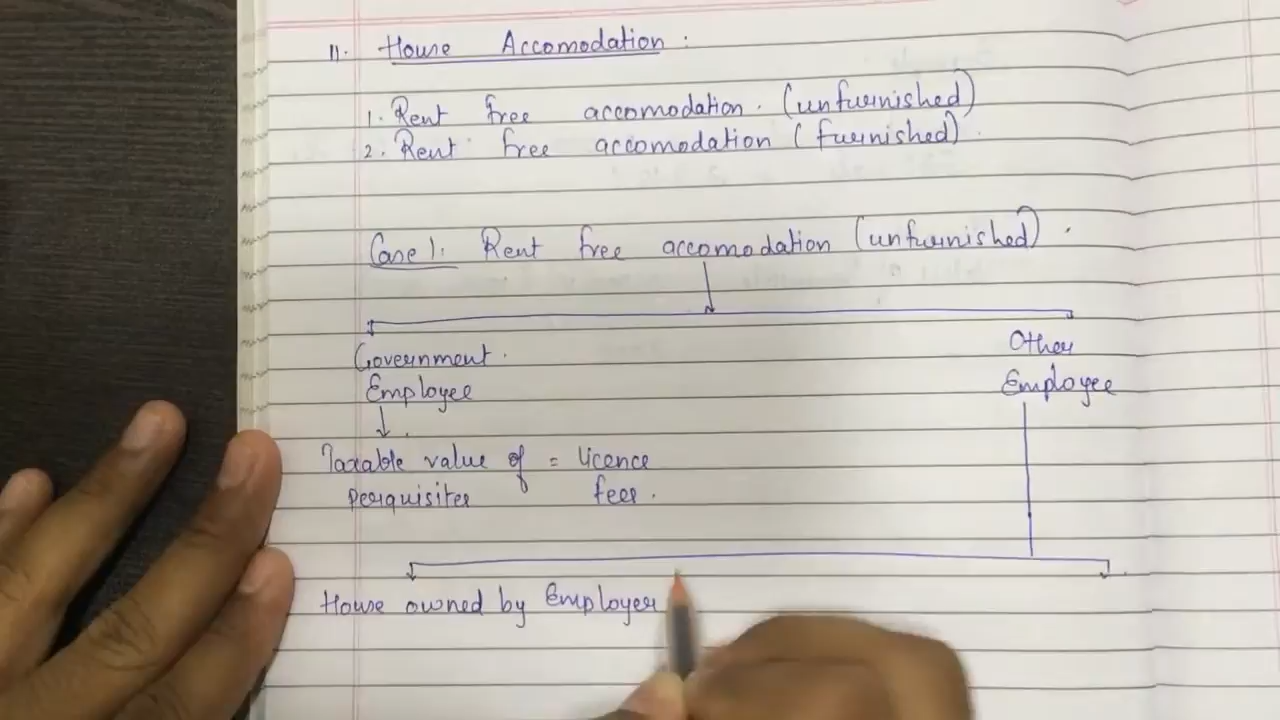 11. House Accomodation:
1. Rent free accomodation. (unfurnished)
2. Rent free accomodation (furnished).
Case 1: Rent free accomodation (unfurnished).
Government.
Employee
Other
Employee
Taxable value of = licence
perquisites fees.
House owned by Employer